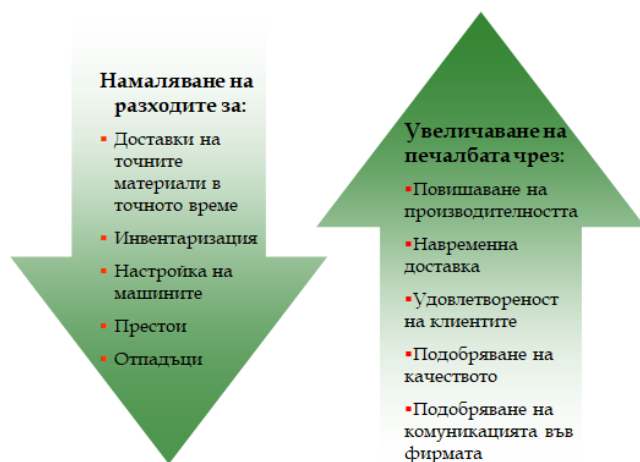 Намаляване на
разходите за:
▪ Доставки на
точните
материали в
точното време
▪ Инвентаризация
▪ Настройка на
машините
▪ Престои
▪ Отпадъци
Увеличаване на
печалбата чрез:
▪Повишаване на
производителността
▪Навременна
доставка
▪Удовлетвореност
на клиентите
▪Подобряване на
качеството
▪Подобряване на
комуникацията във
фирмата